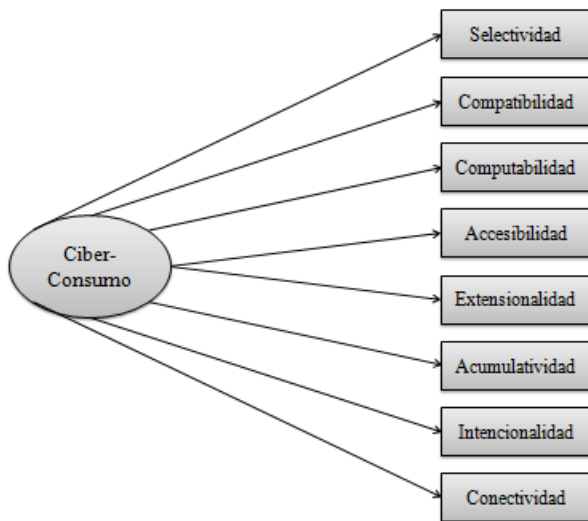 Selectividad
Compatibilidad
Computabilidad
Ciber-
Consumo
Accesibilidad
Extensionalidad
Acumulatividad
Intencionalidad
Conectividad